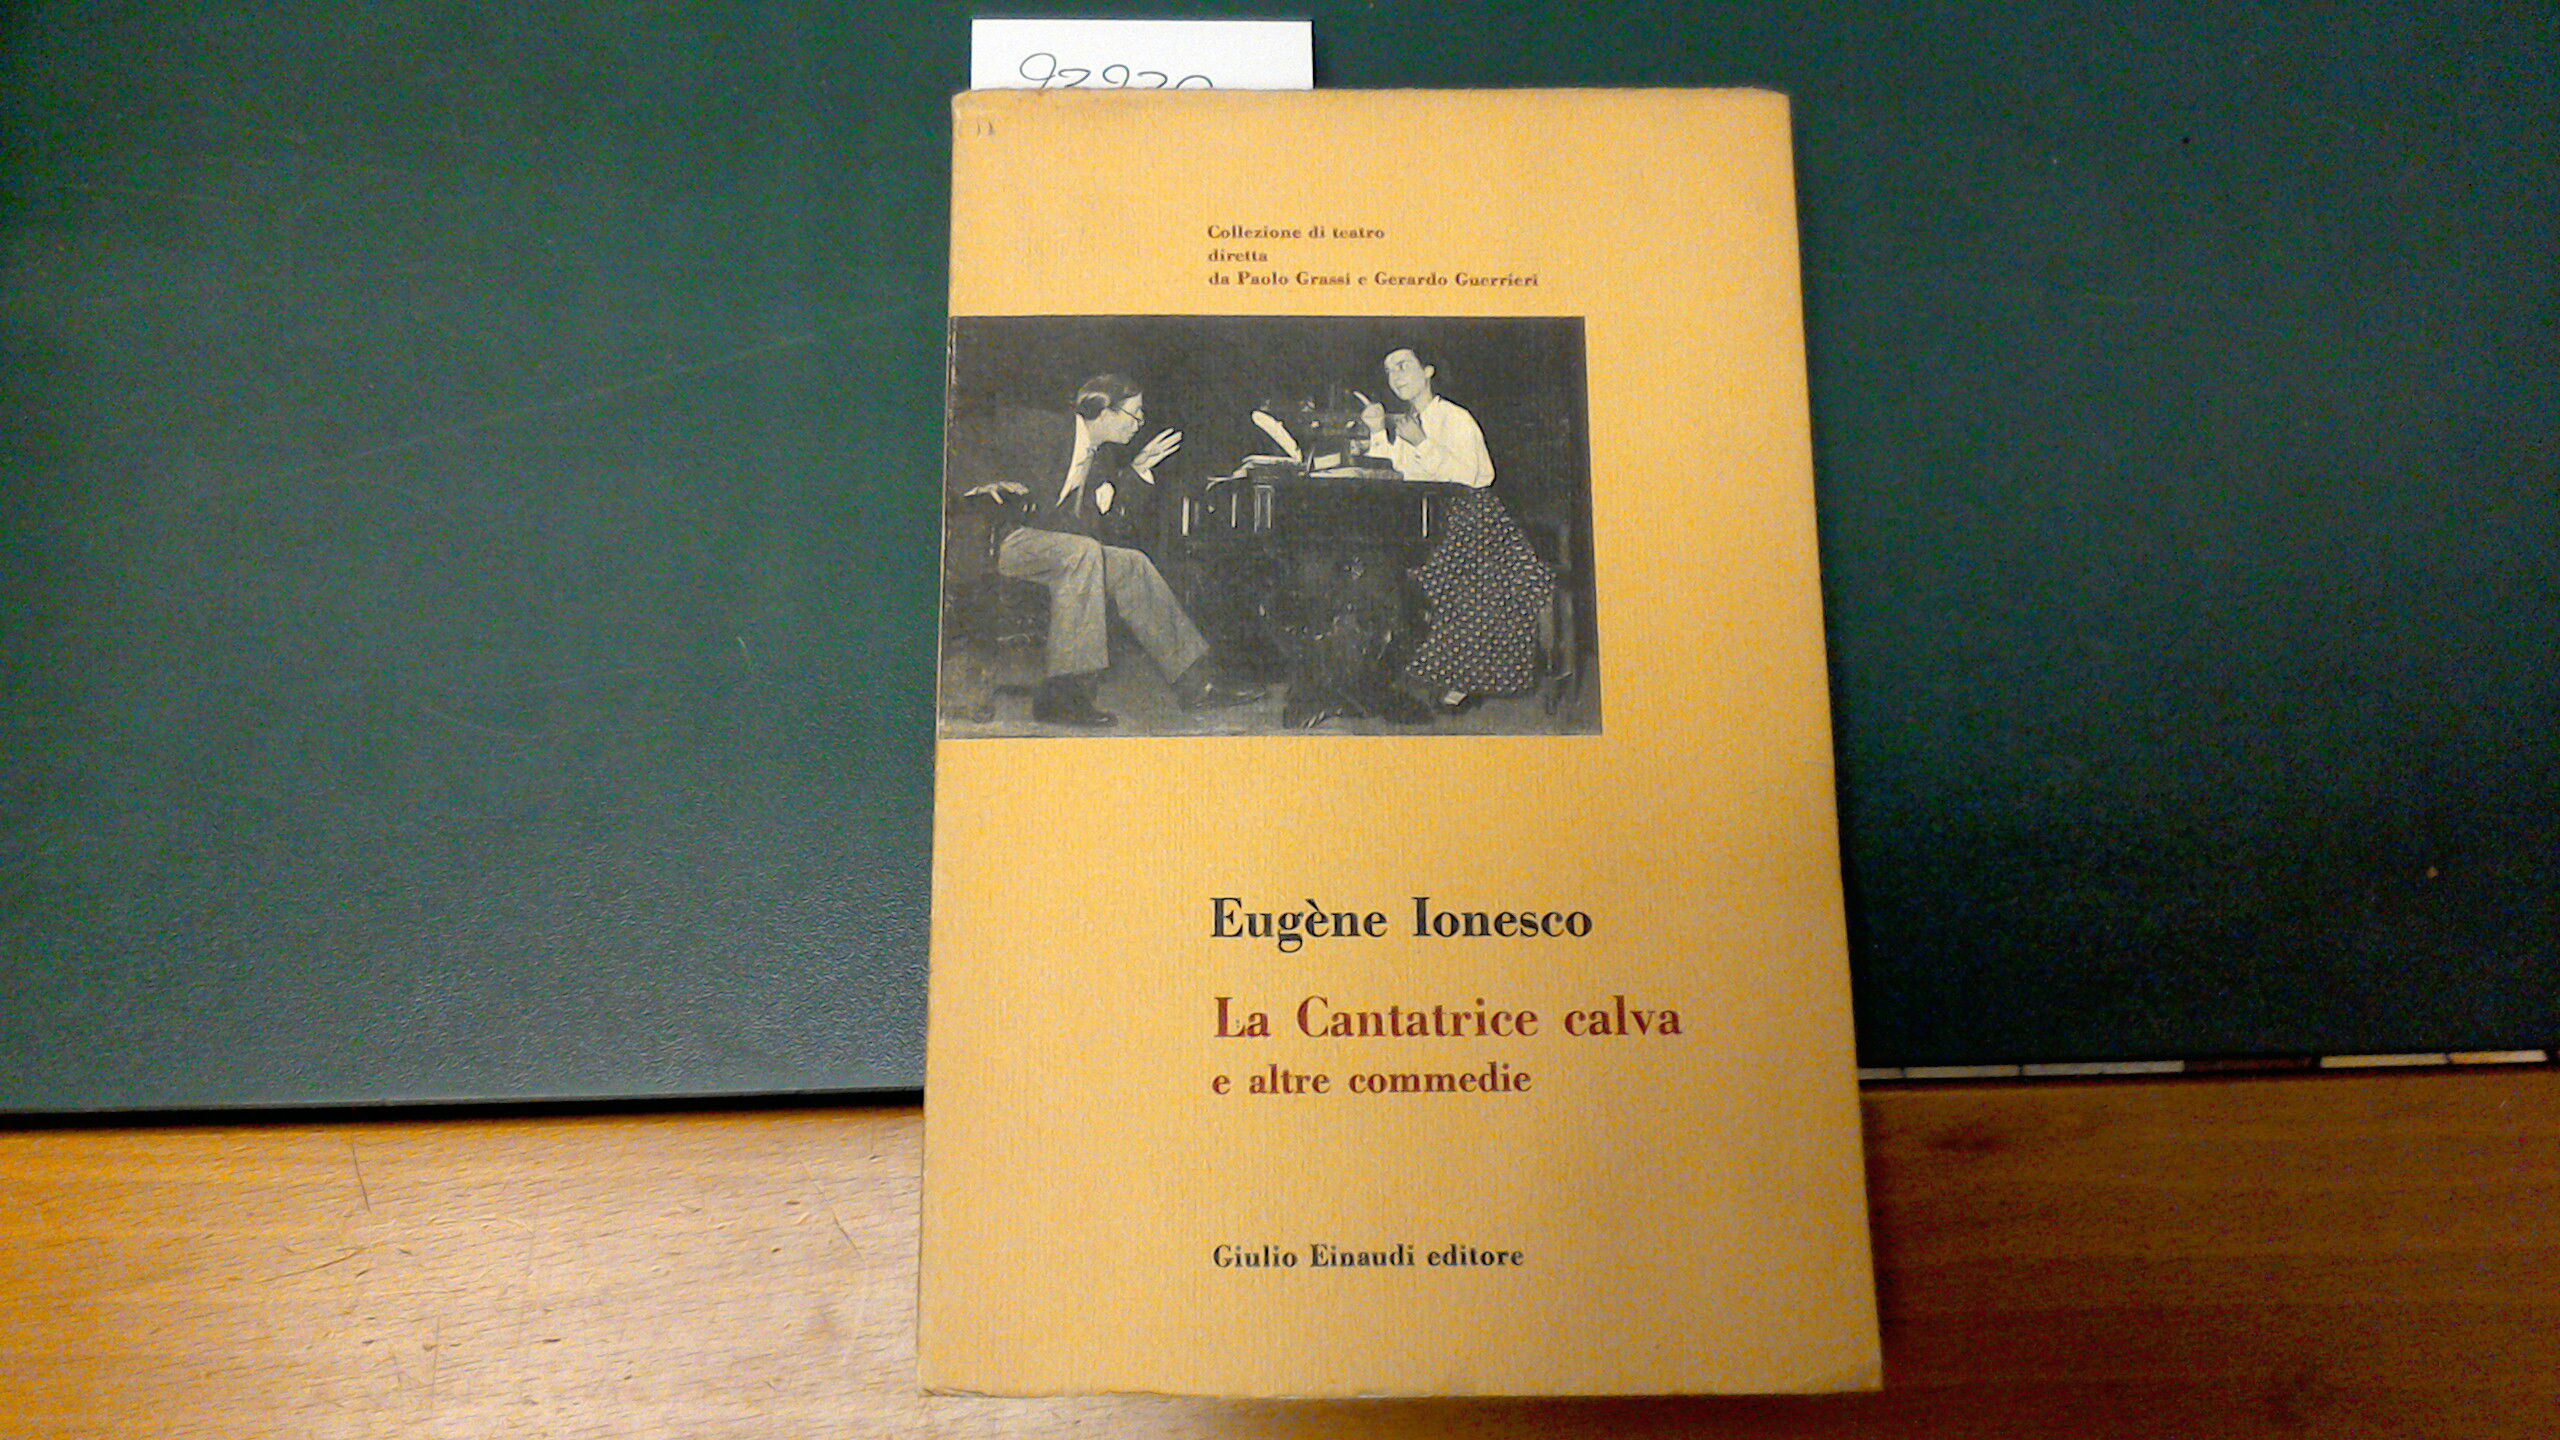 Collezione di teatro
diretta
da Paolo Grassi e Gerardo Guerrieri
Eugène Ionesco
La Cantatrice calva
e altre commedie
Giulio Einaudi editore